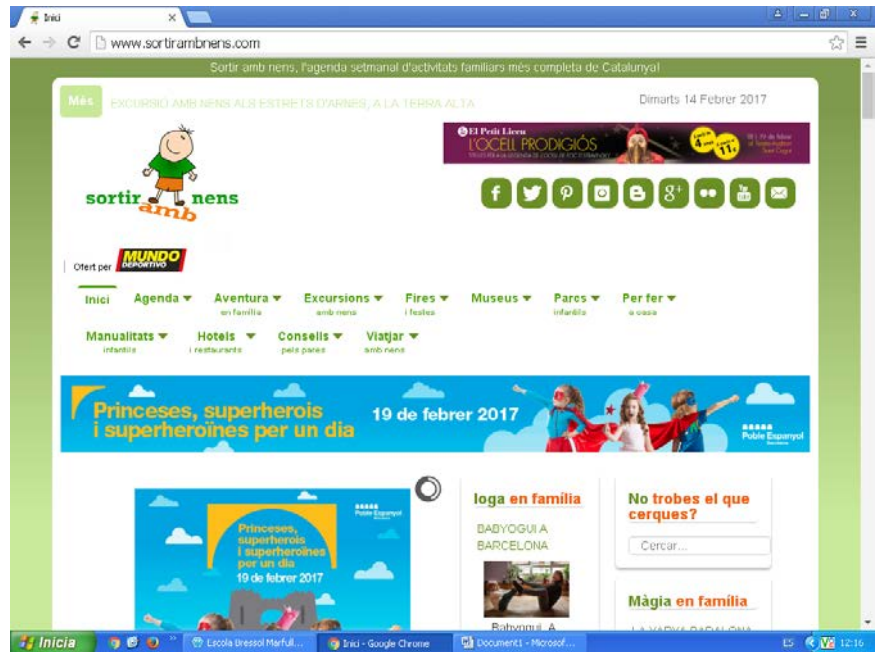 Inici
www.sortirambnens.com
Sortir amb nens, l'agenda setmanal d'activitats familiars més completa de Catalunya!
Més EXCURSIÓ AMB NENS ALS ESTRETS D'ARNES, A LA TERRA ALTA
Dimarts 14 Febrer 2017
El Petit Liceu
L'OCELL PRODIGIÓS
4 anys
11€
sortir amb nens
Ofert per MUNDO DEPORTIVO
Inici Agenda Aventura Excursions Fires Museus Parcs Per fer
en família amb nens i festes infantils a casa
Manualitats Hotels Consells Viatjar
infantils i restaurants pels pares amb nens
Princeses, superherois
i superheroïnes per un dia
19 de febrer 2017
Poble Espanyol
Princeses,
superherois
i superheroïnes
per un dia
19 de febrer 2017
Poble Espanyol
Ioga en família
BABYOGUI A
BARCELONA
Babyogui A
No trobes el que
cerques?
Cercar...
Màgia en família
LA VARYA BADALONA
Inicia
Escola Bressol Marfull...
Inici - Google Chrome
Document1 - Microsof...
ES
12:16